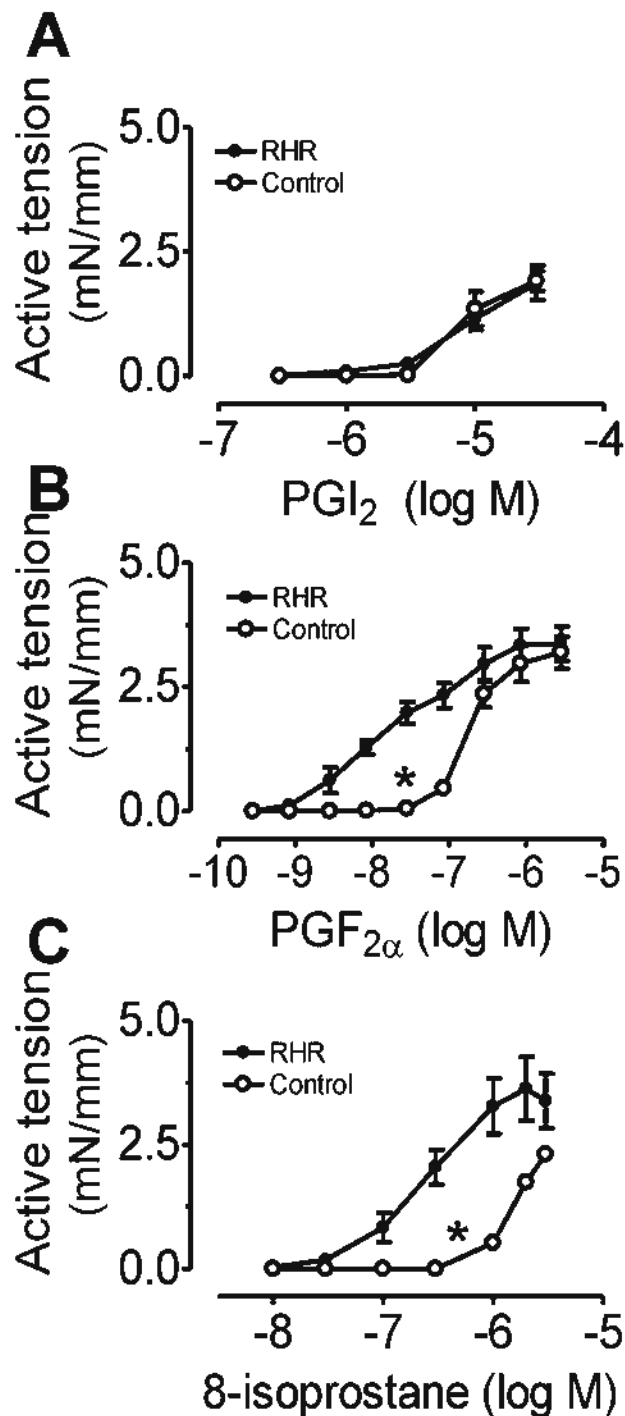 A
Active tension
(mN/mm)
5.0
2.5
0.0
RHR
Control
-7 -6 -5 -4
PGI₂ (log M)
B
Active tension
(mN/mm)
5.0
2.5
0.0
RHR
Control
*
-10 -9 -8 -7 -6 -5
PGF₂α (log M)
C
Active tension
(mN/mm)
5.0
2.5
0.0
RHR
Control
*
-8 -7 -6 -5
8-isoprostane (log M)